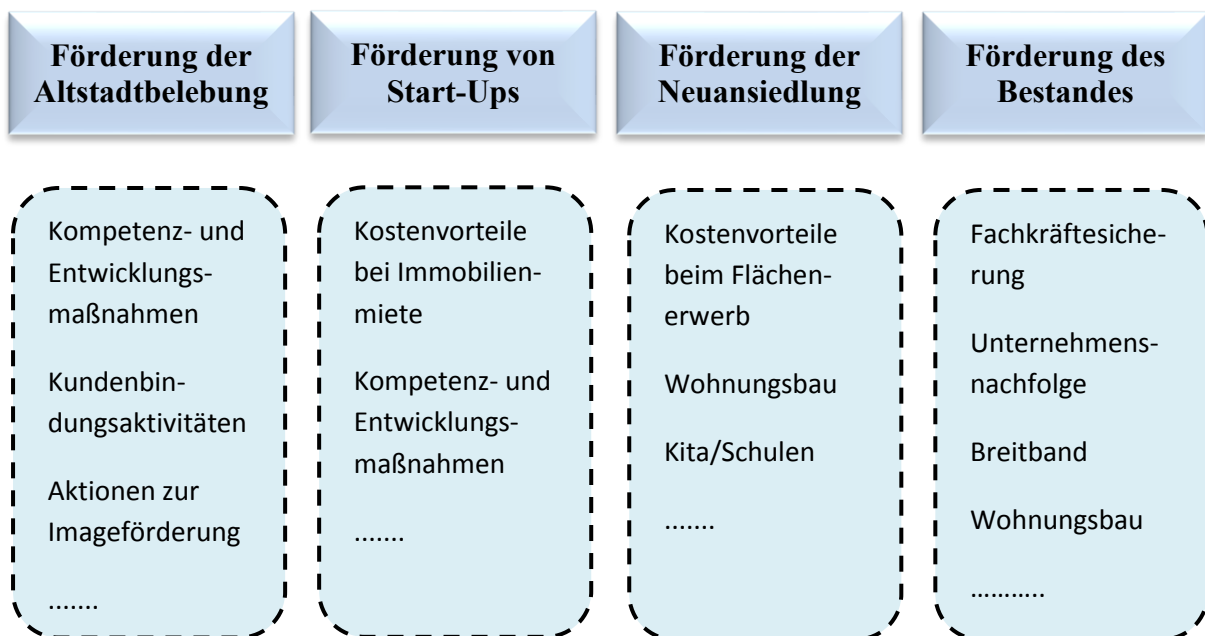 Förderung der
Altstadtbelebung
Förderung von
Start-Ups
Förderung der
Neuansiedlung
Förderung des
Bestandes
Kompetenz- und
Entwicklungs-
maßnahmen
Kundenbin-
dungsaktivitäten
Aktionen zur
Imageförderung
.......
Kostenvorteile
bei Immobilien-
miete
Kompetenz- und
Entwicklungs-
maßnahmen
.......
Kostenvorteile
beim Flächen-
erwerb
Wohnungsbau
Kita/Schulen
.......
Fachkräftesiche-
rung
Unternehmens-
nachfolge
Breitband
Wohnungsbau
………..